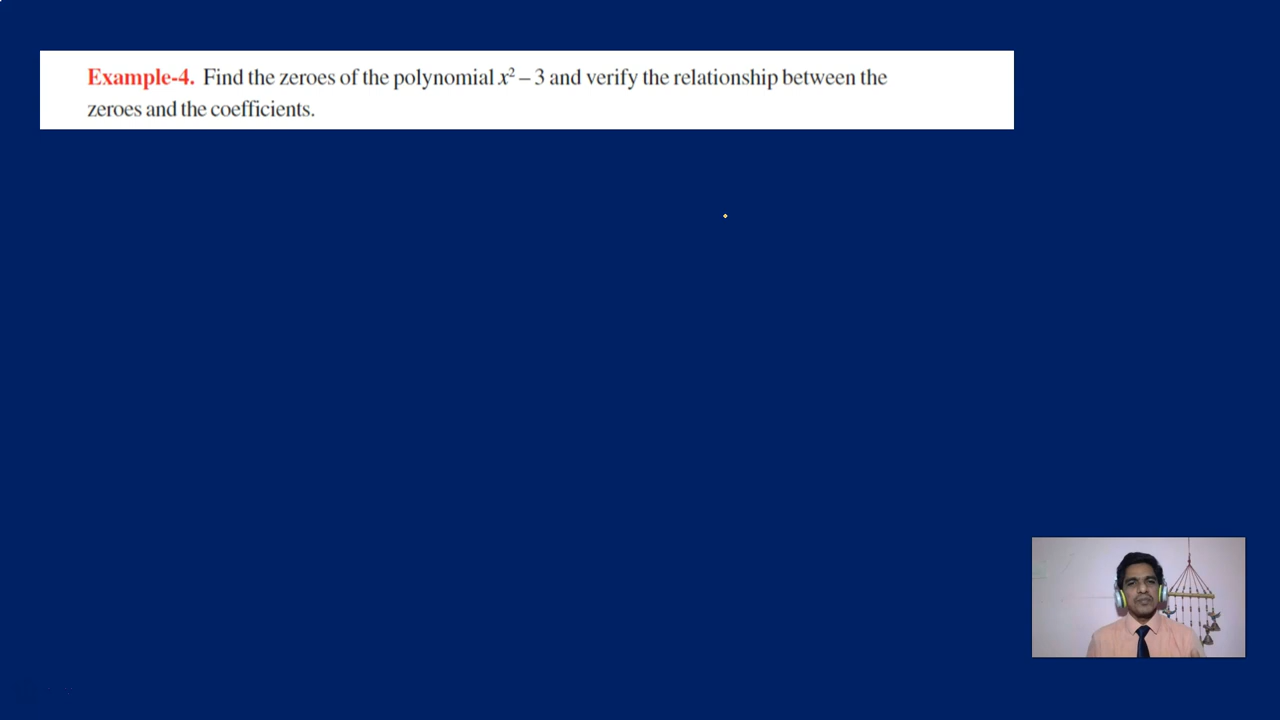 Example-4. Find the zeroes of the polynomial x² – 3 and verify the relationship between the
zeroes and the coefficients.